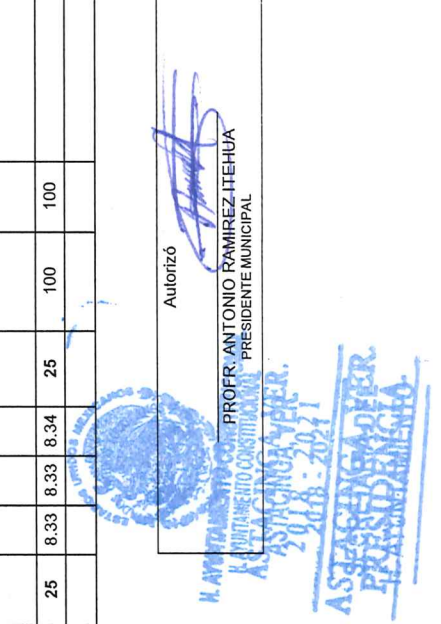 25 8.33 8.33 8.34 25 100 100
Autorizó
PROFR. ANTONIO RAMIREZ ITEHUA
PRESIDENTE MUNICIPAL
H. AYUNTAMIENTO CONSTITUCIONAL
ASTACINGA, VER.
2018 - 2021
ASTACINGA, VER.
PRESIDENCIA